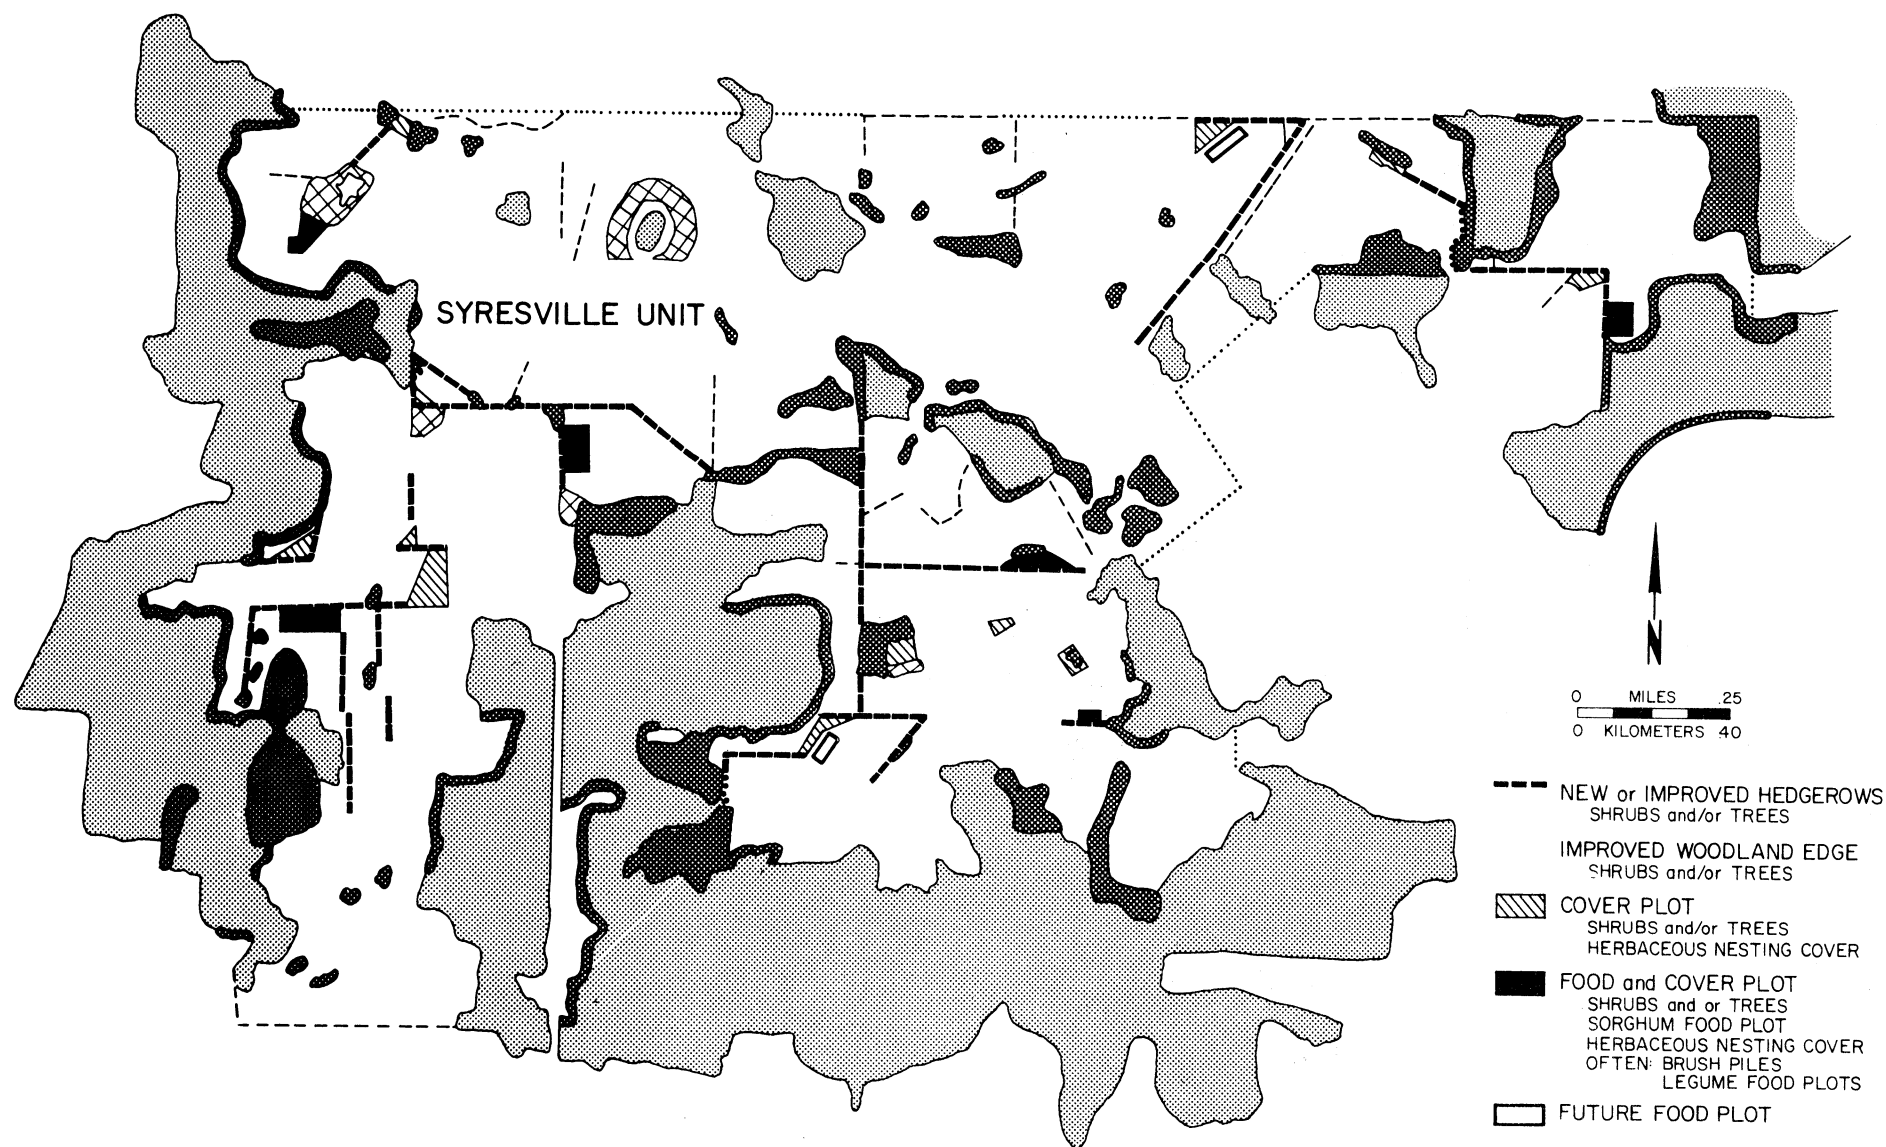 SYRESVILLE UNIT
N
0 MILES .25
0 KILOMETERS .40
NEW or IMPROVED HEDGEROWS
SHRUBS and/or TREES
IMPROVED WOODLAND EDGE
SHRUBS and/or TREES
COVER PLOT
SHRUBS and/or TREES
HERBACEOUS NESTING COVER
FOOD and COVER PLOT
SHRUBS and or TREES
SORGHUM FOOD PLOT
HERBACEOUS NESTING COVER
OFTEN: BRUSH PILES
LEGUME FOOD PLOTS
FUTURE FOOD PLOT